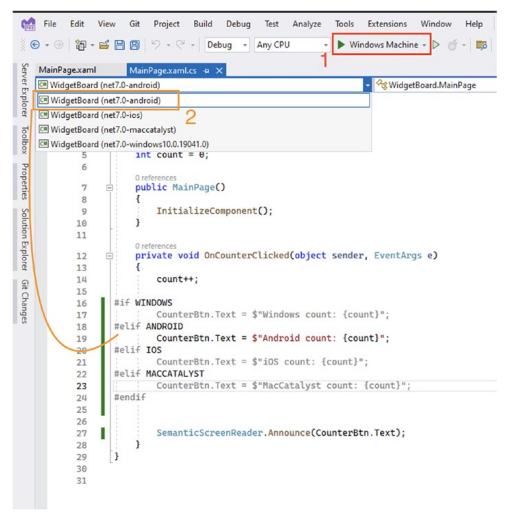 File Edit View Git Project Build Debug Test Analyze Tools Extensions Window Help
Debug Any CPU Windows Machine
1
MainPage.xaml MainPage.xaml.cs
WidgetBoard (net7.0-android) WidgetBoard.MainPage
WidgetBoard (net7.0-android)
2
WidgetBoard (net7.0-ios)
WidgetBoard (net7.0-maccatalyst)
WidgetBoard (net7.0-windows10.0.19041.0)
Server Explorer
Toolbox
Properties
Solution Explorer
Git Changes
5 int count = 0;
6
0 references
7 public MainPage()
8 {
9 InitializeComponent();
10 }
11
0 references
12 private void OnCounterClicked(object sender, EventArgs e)
13 {
14 count++;
15
16 #if WINDOWS
17 CounterBtn.Text = $"Windows count: {count}";
18 #elif ANDROID
19 CounterBtn.Text = $"Android count: {count}";
20 #elif IOS
21 CounterBtn.Text = $"iOS count: {count}";
22 #elif MACCATALYST
23 CounterBtn.Text = $"MacCatalyst count: {count}";
24 #endif
25
26
27 SemanticScreenReader.Announce(CounterBtn.Text);
28 }
29 }
30
31